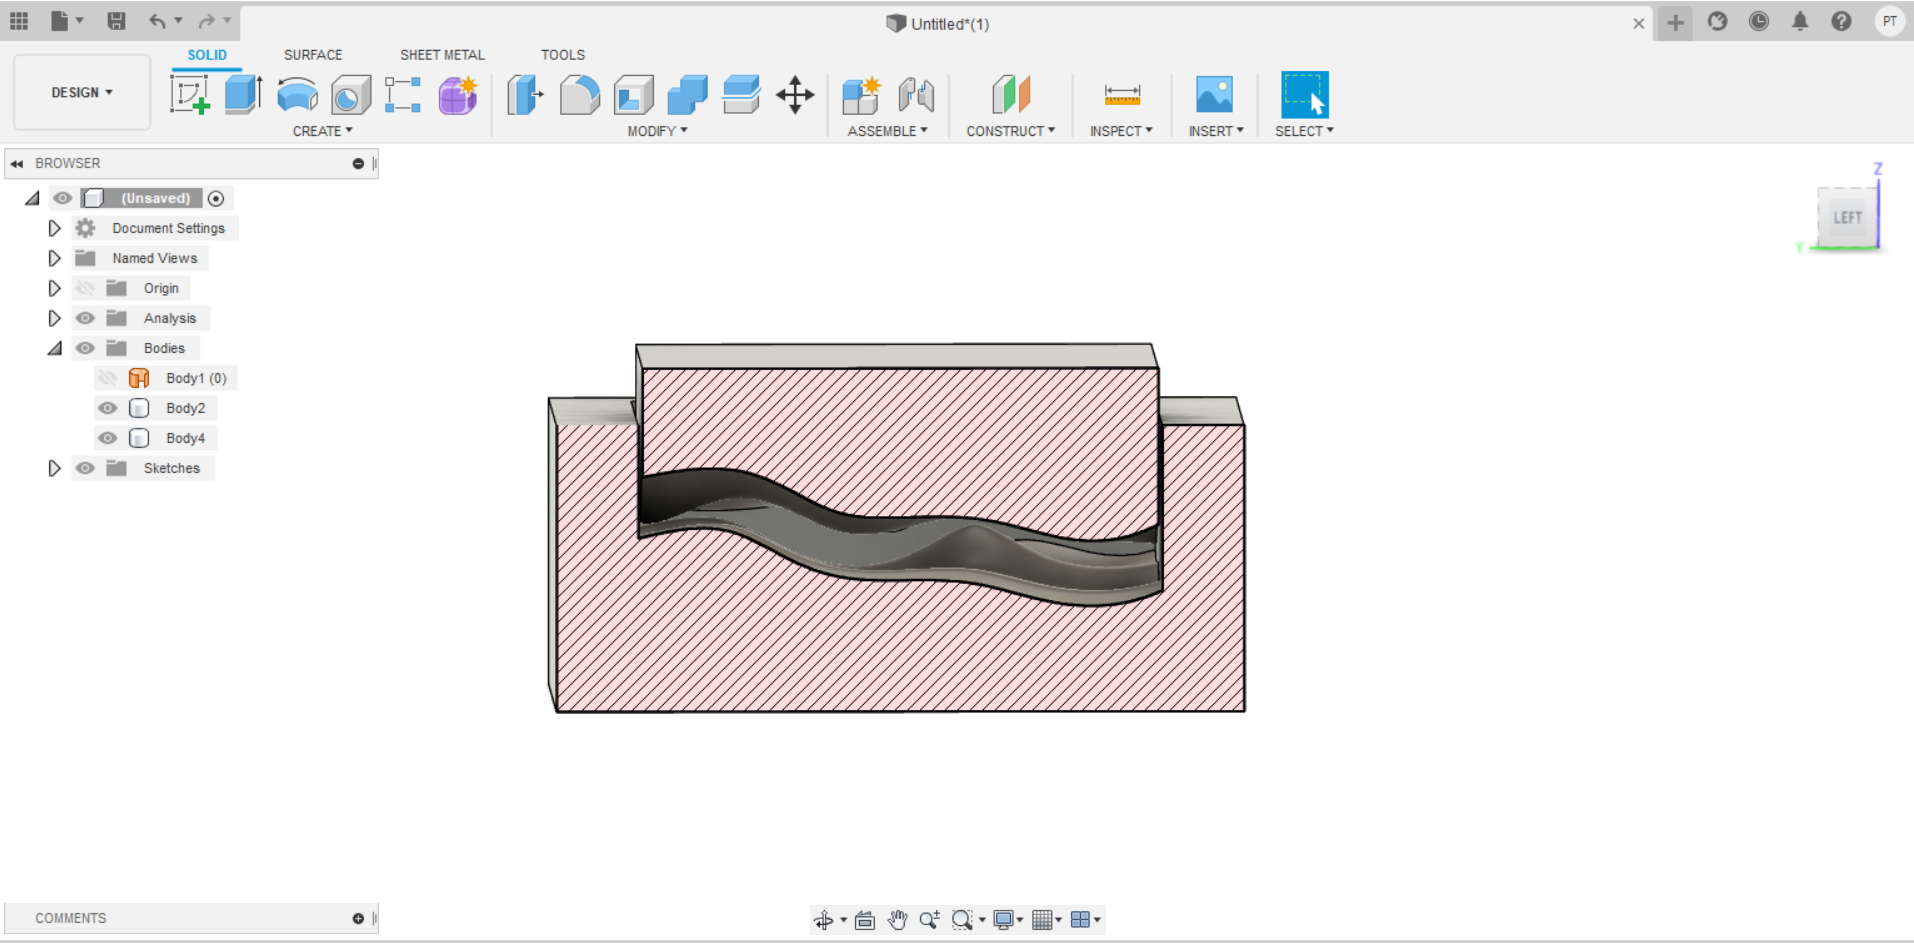 Untitled*(1)
PT
DESIGN
SOLID
SURFACE
SHEET METAL
TOOLS
CREATE
MODIFY
ASSEMBLE
CONSTRUCT
INSPECT
INSERT
SELECT
BROWSER
(Unsaved)
Document Settings
Named Views
Origin
Analysis
Bodies
Body1 (0)
Body2
Body4
Sketches
Z
LEFT
Y
COMMENTS